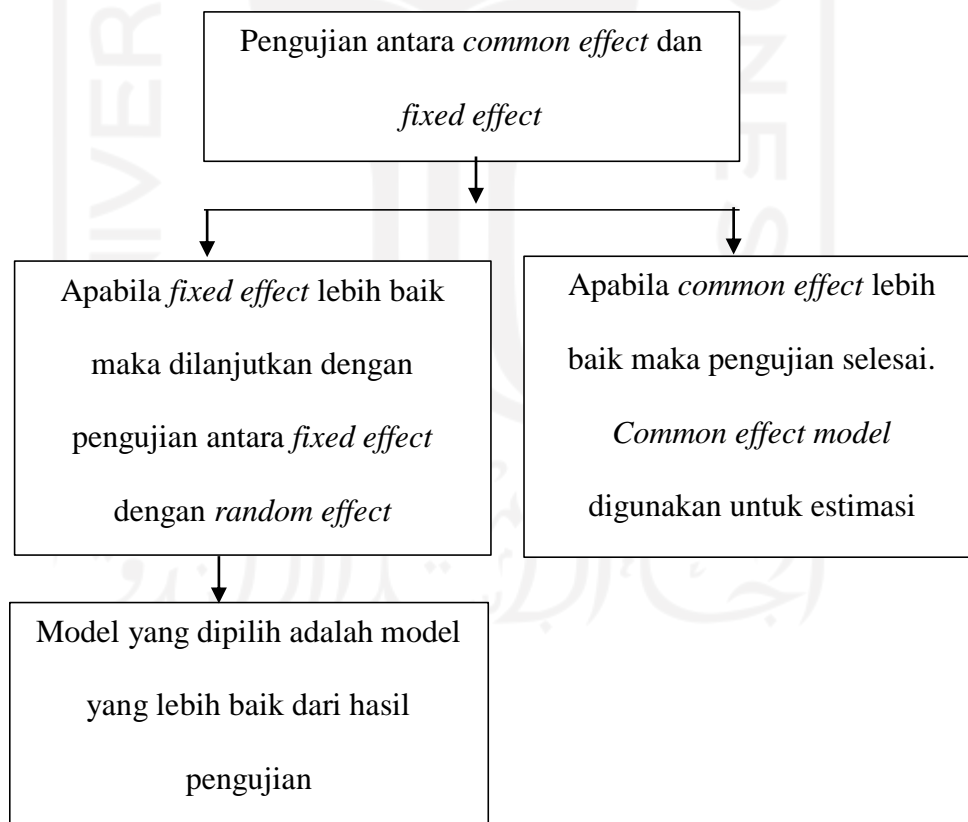 Pengujian antara common effect dan
fixed effect
Apabila fixed effect lebih baik
maka dilanjutkan dengan
pengujian antara fixed effect
dengan random effect
Apabila common effect lebih
baik maka pengujian selesai.
Common effect model
digunakan untuk estimasi
Model yang dipilih adalah model
yang lebih baik dari hasil
pengujian